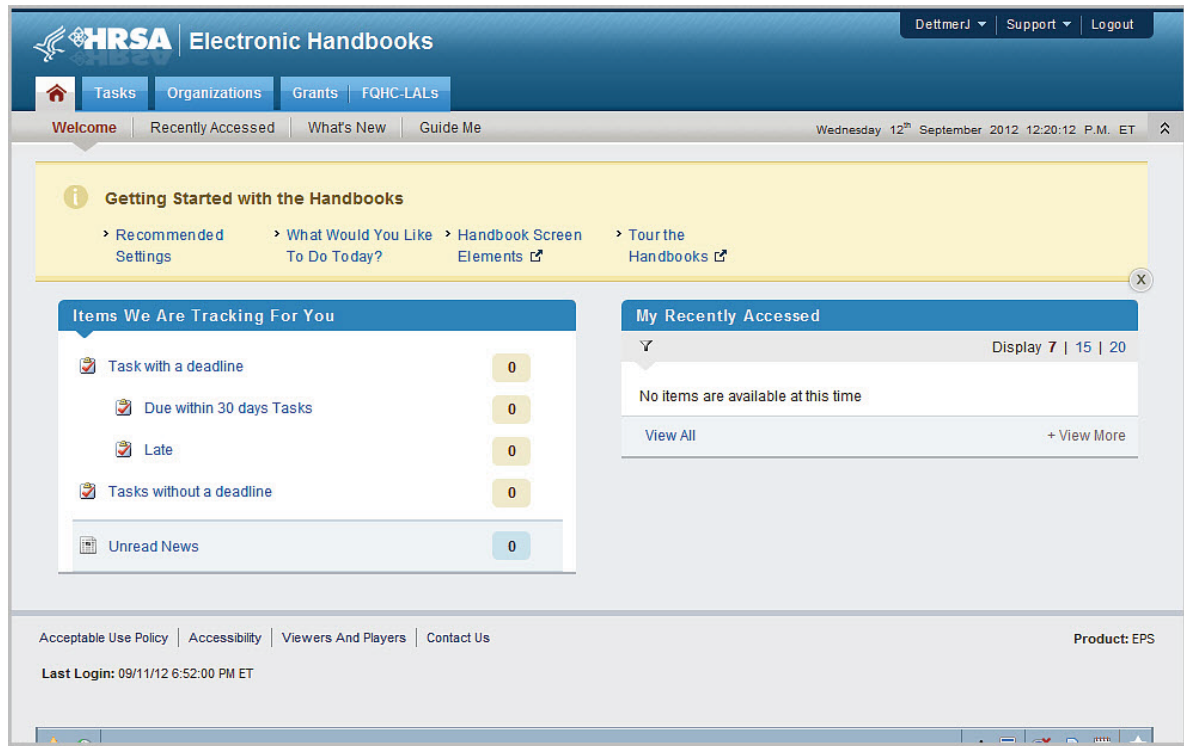 HRSA Electronic Handbooks
DettmerJ Support Logout
Tasks Organizations Grants FQHC-LALs
Welcome Recently Accessed What's New Guide Me
Wednesday 12th September 2012 12:20:12 P.M. ET
Getting Started with the Handbooks
Recommended Settings
What Would You Like To Do Today?
Handbook Screen Elements
Tour the Handbooks
X
Items We Are Tracking For You
Task with a deadline 0
Due within 30 days Tasks 0
Late 0
Tasks without a deadline 0
Unread News 0
My Recently Accessed
Display 7 | 15 | 20
No items are available at this time
View All + View More
Acceptable Use Policy Accessibility Viewers And Players Contact Us
Product: EPS
Last Login: 09/11/12 6:52:00 PM ET